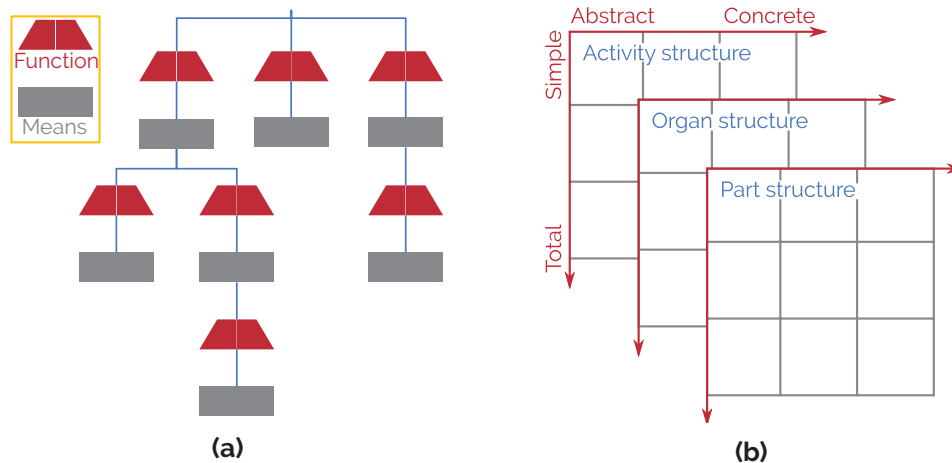 Function
Means
(a)
Abstract
Concrete
Simple
Total
Activity structure
Organ structure
Part structure
(b)